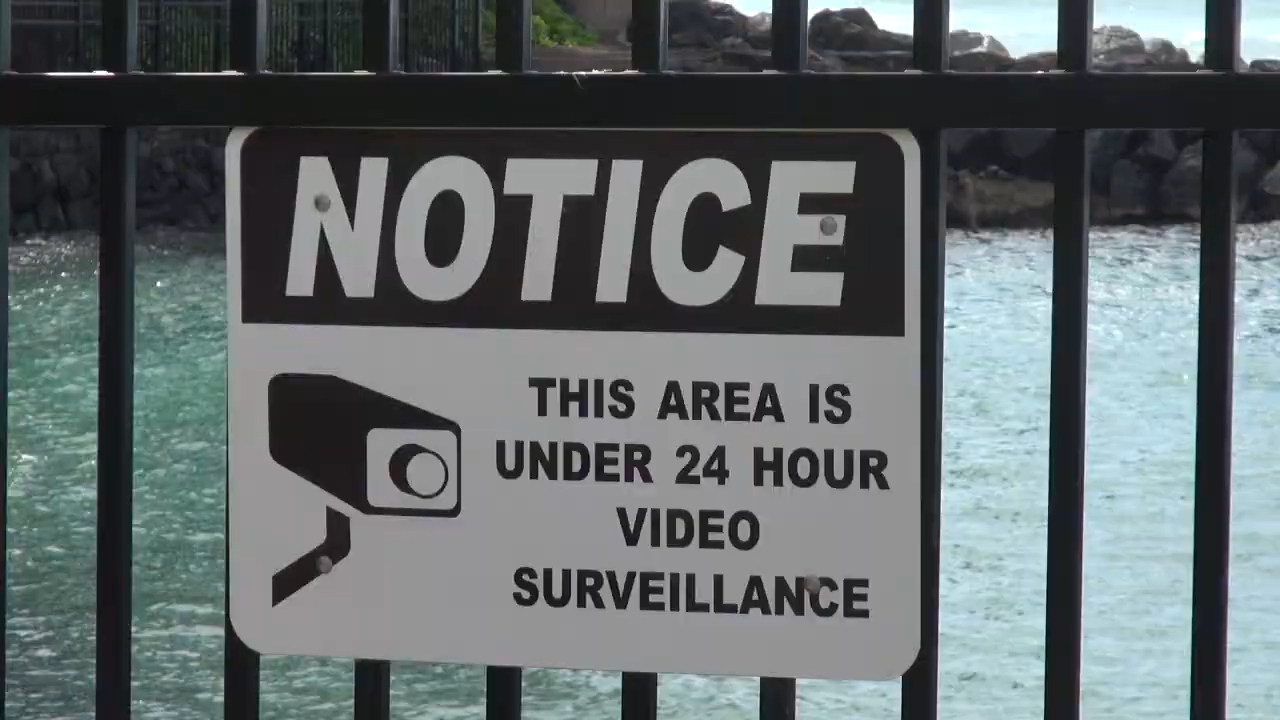 NOTICE
THIS AREA IS
UNDER 24 HOUR
VIDEO
SURVEILLANCE